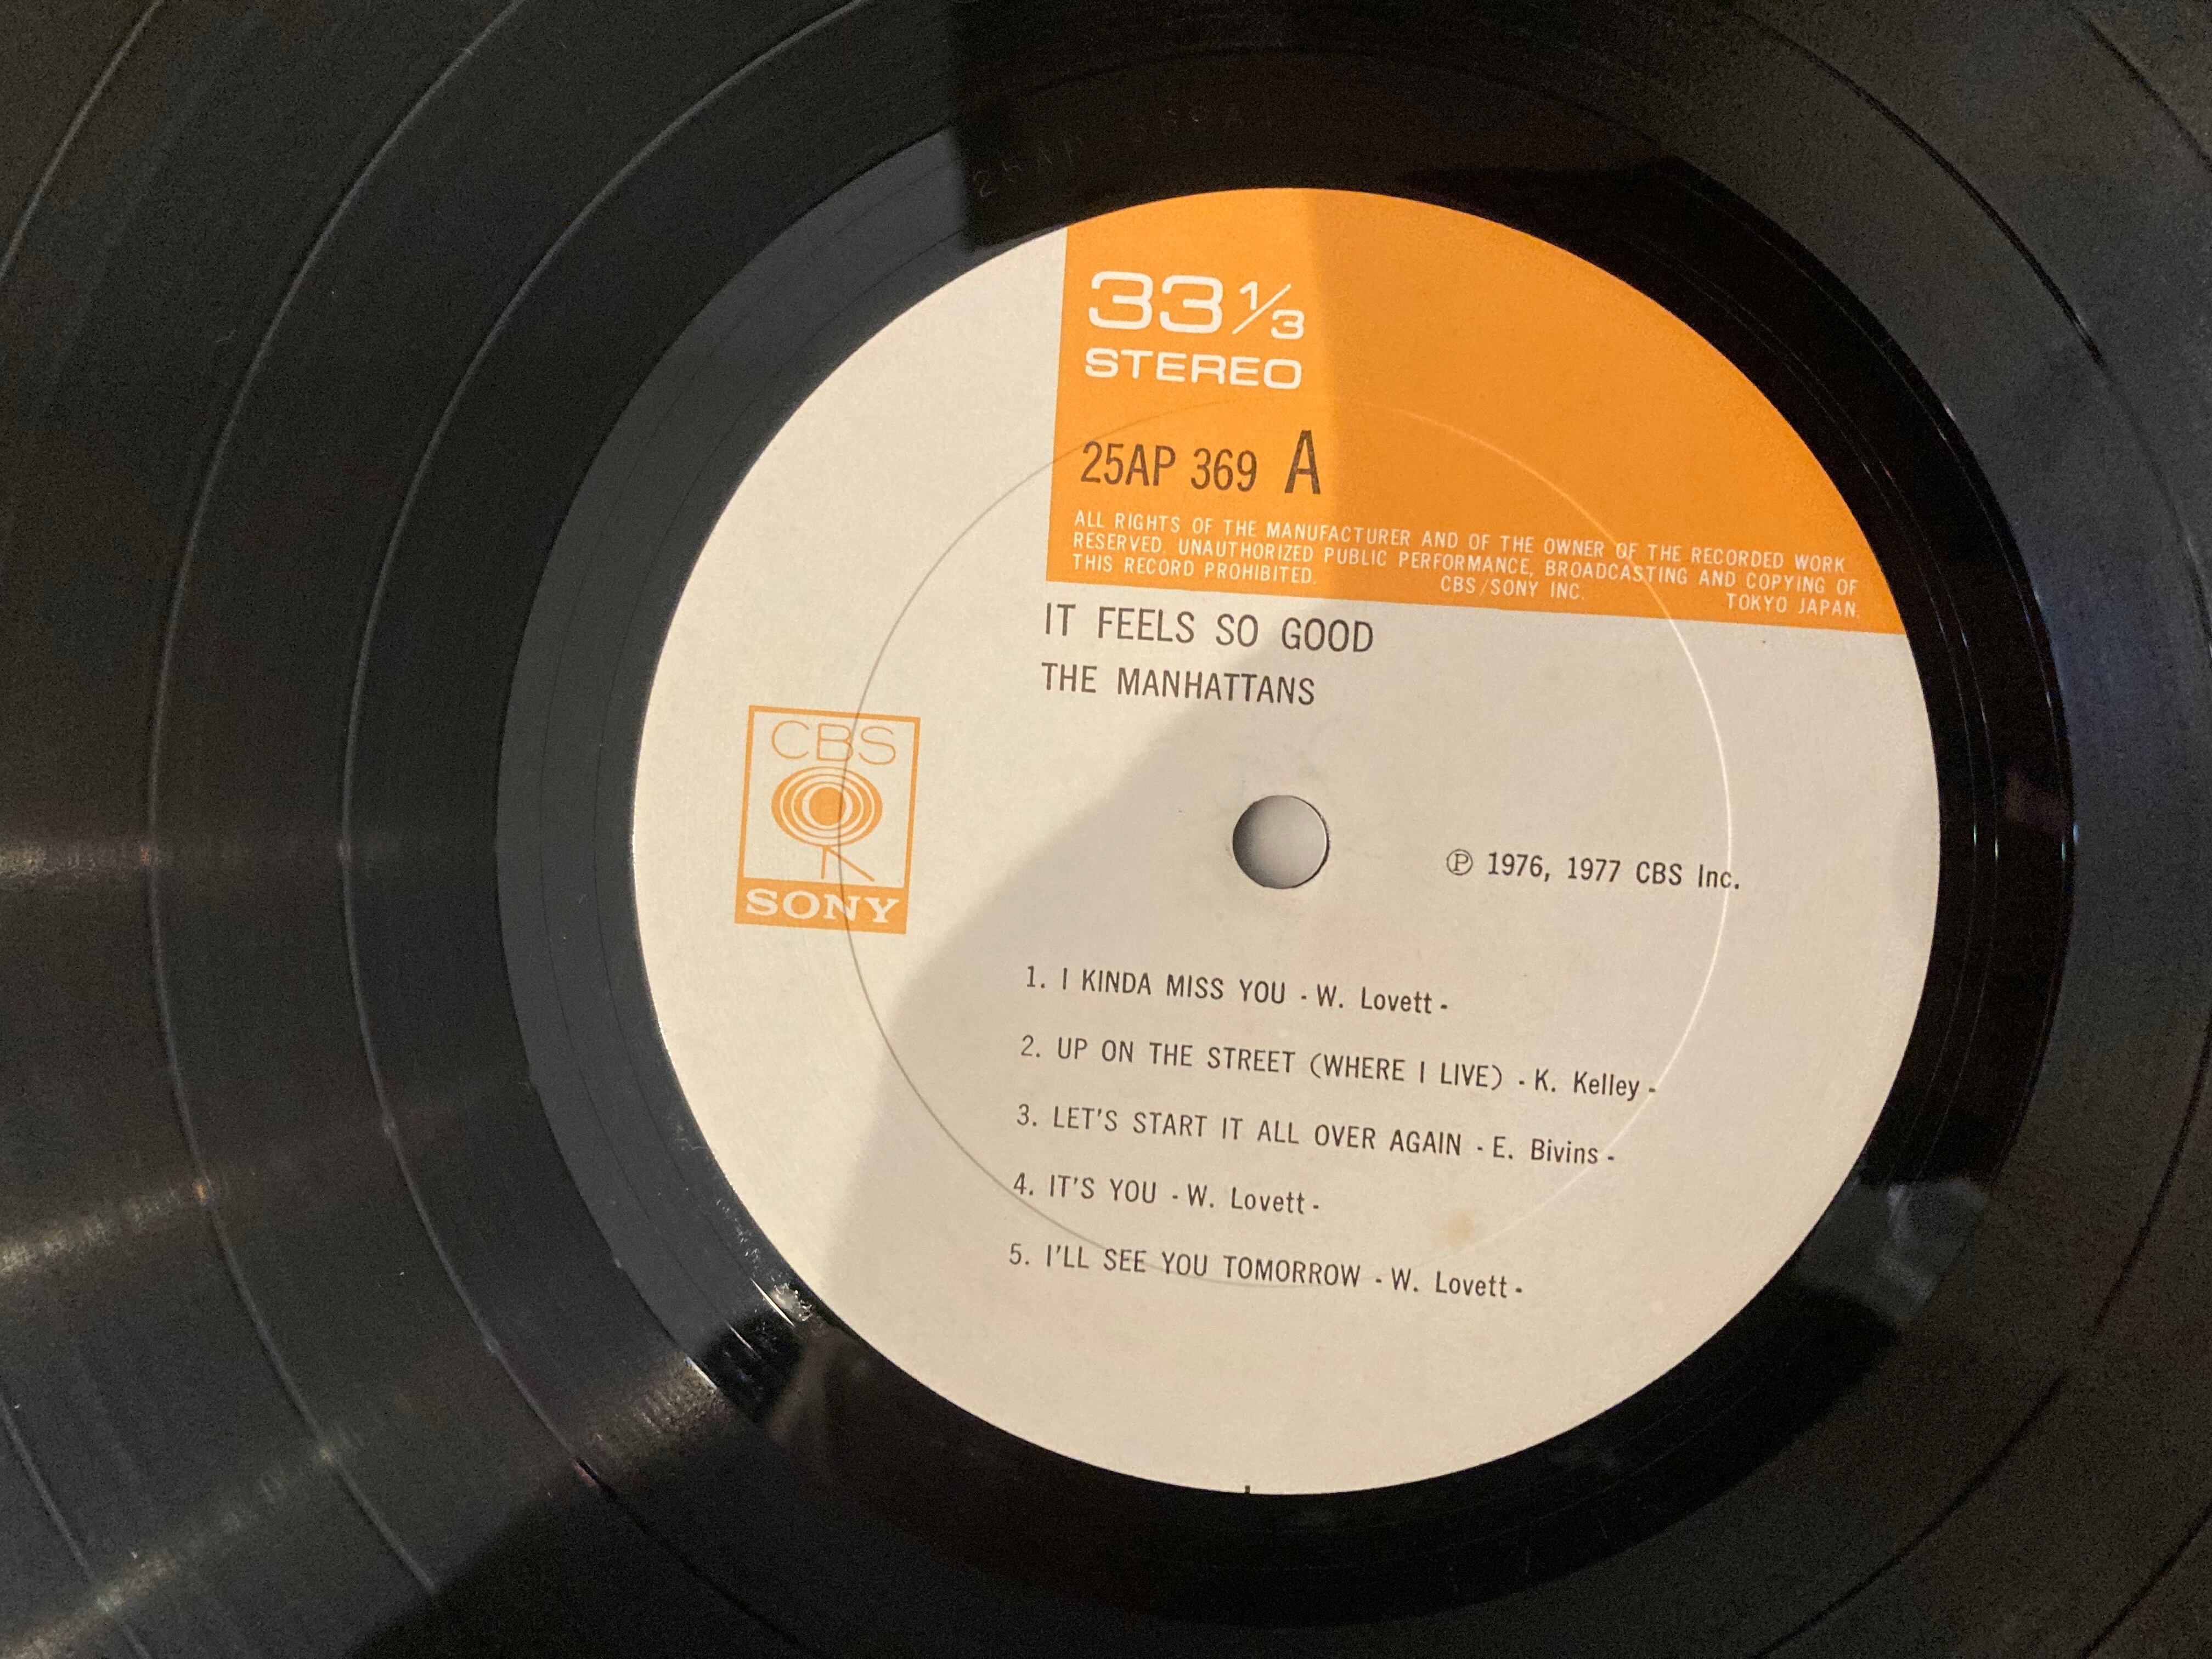 33 1/3
STEREO
25AP 369 A
ALL RIGHTS OF THE MANUFACTURER AND OF THE OWNER OF THE RECORDED WORK
RESERVED. UNAUTHORIZED PUBLIC PERFORMANCE, BROADCASTING AND COPYING OF
THIS RECORD PROHIBITED. CBS/SONY INC. TOKYO JAPAN.
IT FEELS SO GOOD
THE MANHATTANS
CBS
SONY
℗ 1976, 1977 CBS Inc.
1. I KINDA MISS YOU - W. Lovett -
2. UP ON THE STREET (WHERE I LIVE) - K. Kelley -
3. LET'S START IT ALL OVER AGAIN - E. Bivins -
4. IT'S YOU - W. Lovett -
5. I'LL SEE YOU TOMORROW - W. Lovett -